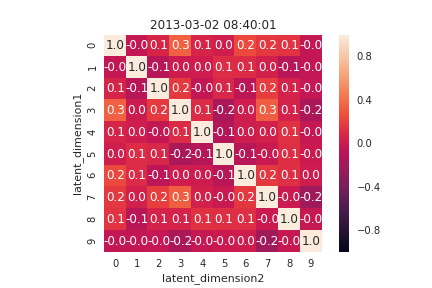 2013-03-02 08:40:01
latent_dimension1
0 1.0 -0.0 0.1 0.3 0.1 0.0 0.2 0.2 0.1 -0.0
1 -0.0 1.0 -0.1 0.0 0.0 0.1 0.1 0.0 -0.1 -0.0
2 0.1 -0.1 1.0 0.2 -0.0 0.1 -0.1 0.2 0.1 -0.0
3 0.3 0.0 0.2 1.0 0.1 -0.2 0.0 0.3 0.1 -0.2
4 0.1 0.0 -0.0 0.1 1.0 -0.1 0.0 0.0 0.1 -0.0
5 0.0 0.1 0.1 -0.2 -0.1 1.0 -0.1 -0.0 0.1 -0.0
6 0.2 0.1 -0.1 0.0 0.0 -0.1 1.0 0.2 0.1 0.0
7 0.2 0.0 0.2 0.3 0.0 -0.0 0.2 1.0 -0.0 -0.2
8 0.1 -0.1 0.1 0.1 0.1 0.1 0.1 -0.0 1.0 -0.0
9 -0.0 -0.0 -0.0 -0.2 -0.0 -0.0 0.0 -0.2 -0.0 1.0
0 1 2 3 4 5 6 7 8 9
latent_dimension2
0.8
0.4
0.0
−0.4
−0.8